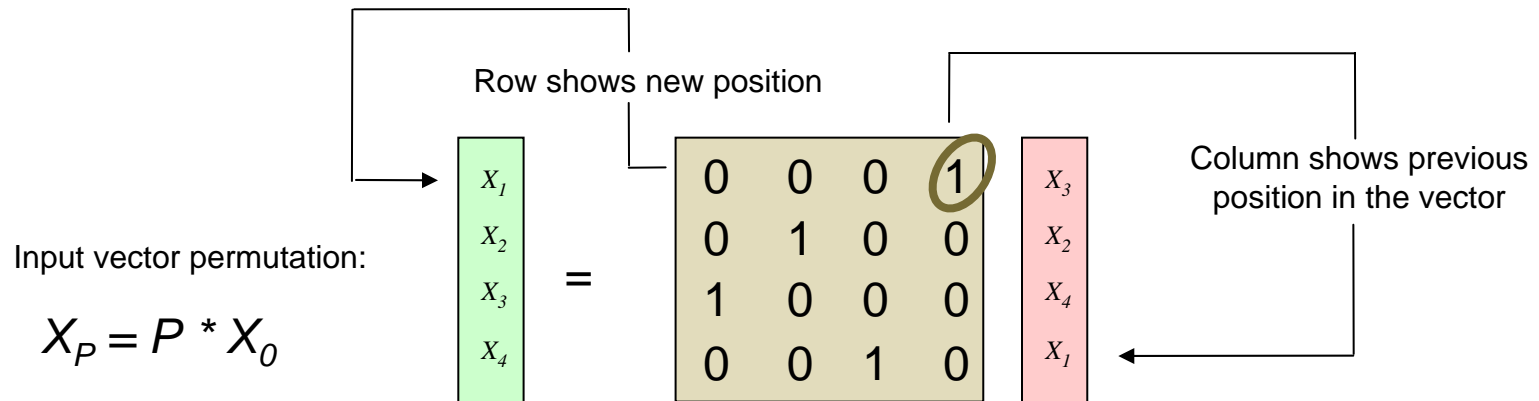 Row shows new position
Column shows previous
position in the vector
Input vector permutation:
X_P = P * X_0
X_1
X_2
X_3
X_4
=
0 0 0 1
0 1 0 0
1 0 0 0
0 0 1 0
X_3
X_2
X_4
X_1